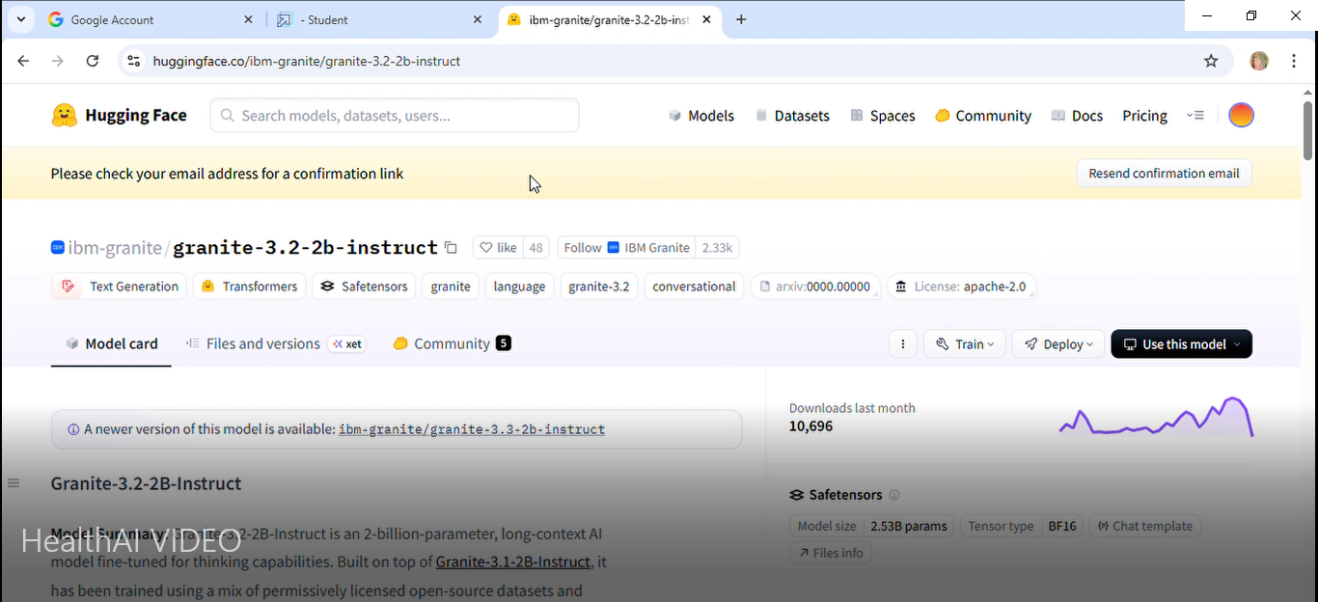 Google Account
- Student
ibm-granite/granite-3.2-2b-inst
huggingface.co/ibm-granite/granite-3.2-2b-instruct
Hugging Face
Search models, datasets, users...
Models
Datasets
Spaces
Community
Docs
Pricing
Please check your email address for a confirmation link
Resend confirmation email
ibm-granite/granite-3.2-2b-instruct
like 48
Follow IBM Granite 2.33k
Text Generation
Transformers
Safetensors
granite
language
granite-3.2
conversational
arxiv:0000.00000
License: apache-2.0
Model card
Files and versions
xet
Community 5
Train
Deploy
Use this model
A newer version of this model is available: ibm-granite/granite-3.3-2b-instruct
Granite-3.2-2B-Instruct
Model Summary: Granite-3.2-2B-Instruct is an 2-billion-parameter, long-context AI
model fine-tuned for thinking capabilities. Built on top of Granite-3.1-2B-Instruct, it
has been trained using a mix of permissively licensed open-source datasets and
HealthAI VIDEO
Downloads last month
10,696
Safetensors
Model size 2.53B params
Tensor type BF16
Chat template
Files info